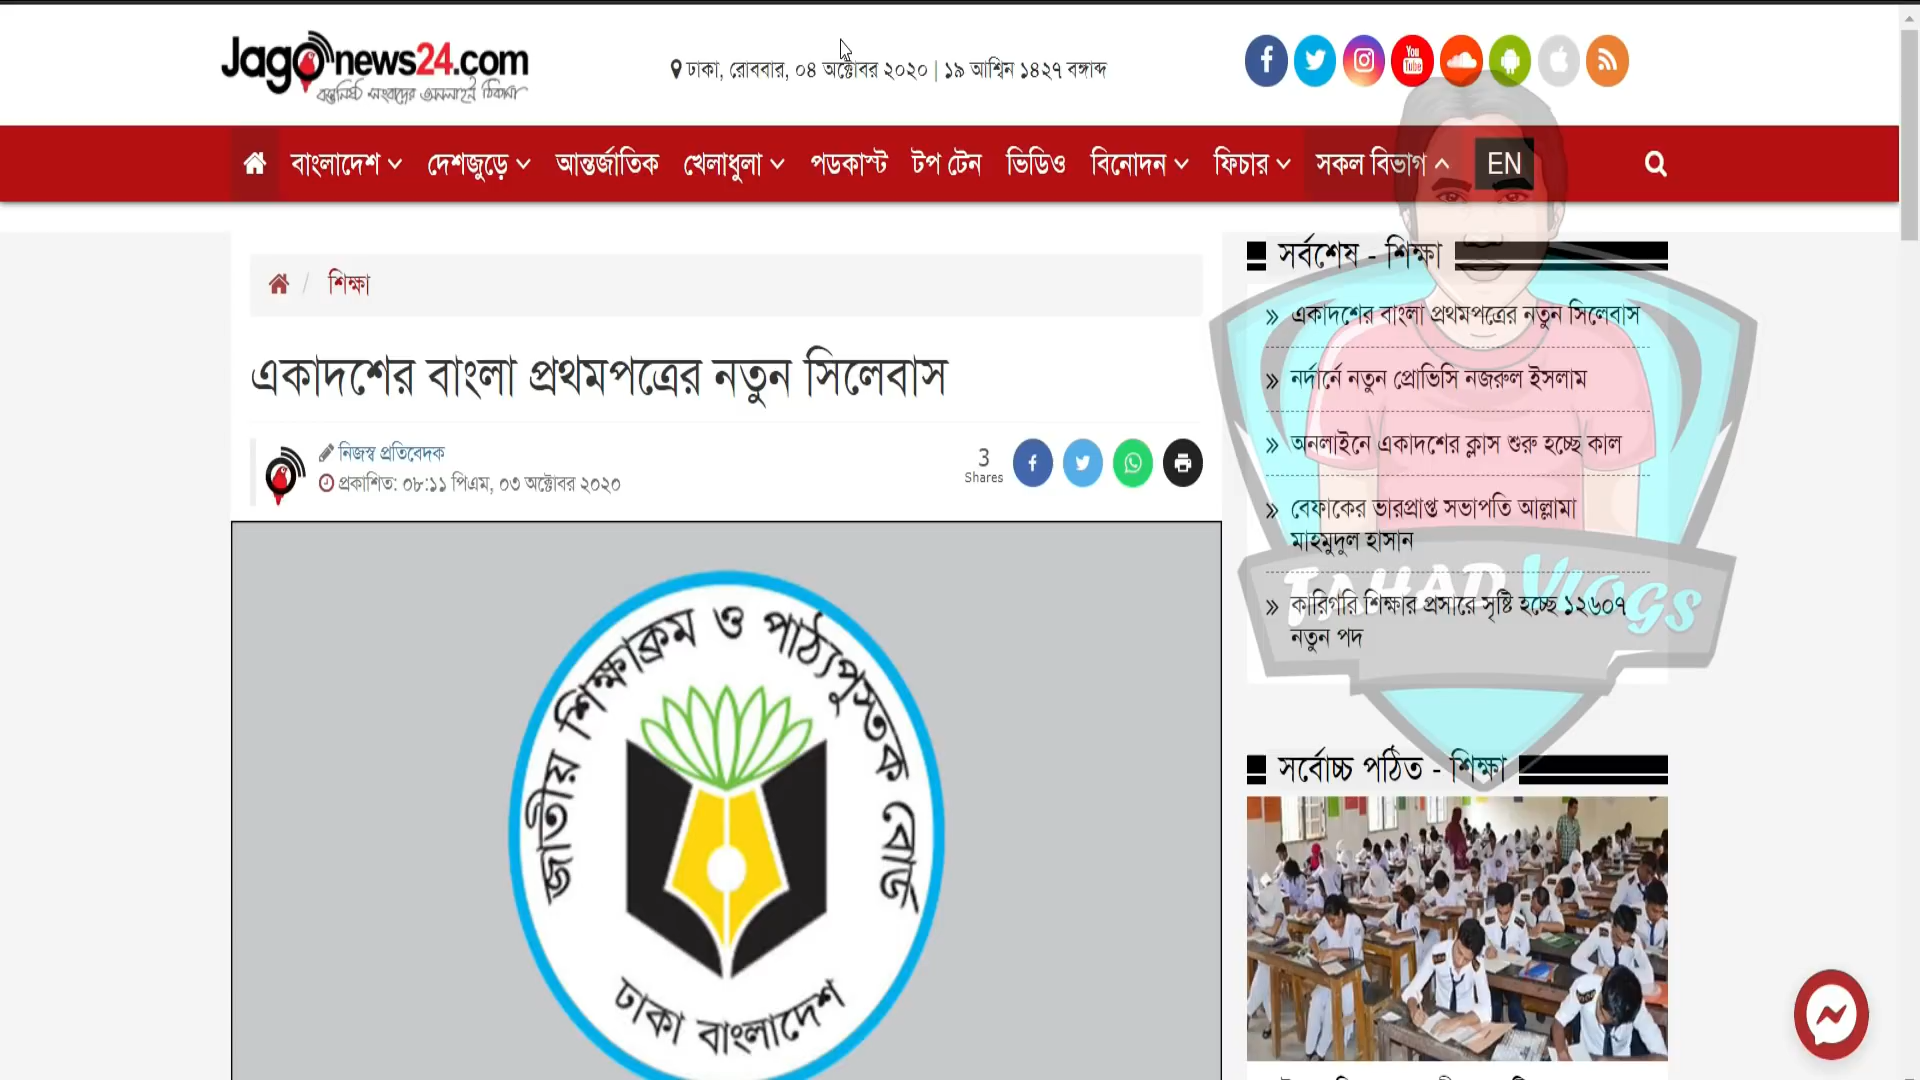 Jagonews24.com
ঢাকা, রোববার, ০৪ অক্টোবর ২০২০ | ১৯ আশ্বিন ১৪২৭ বঙ্গাব্দ
You Tube
বাংলাদেশ দেশজুড়ে আন্তর্জাতিক খেলাধুলা পডকাস্ট টপ টেন ভিডিও বিনোদন ফিচার সকল বিভাগ EN
/ শিক্ষা
একাদশের বাংলা প্রথমপত্রের নতুন সিলেবাস
নিজস্ব প্রতিবেদক
প্রকাশিত: ০৮:১১ পিএম, ০৩ অক্টোবর ২০২০
3
Shares
জাতীয় শিক্ষাক্রম ও পাঠ্যপুস্তক বোর্ড
ঢাকা বাংলাদেশ
সর্বশেষ - শিক্ষা
» একাদশের বাংলা প্রথমপত্রের নতুন সিলেবাস
» নর্দার্নে নতুন প্রোভিসি নজরুল ইসলাম
» অনলাইনে একাদশের ক্লাস শুরু হচ্ছে কাল
» বেফাকের ভারপ্রাপ্ত সভাপতি আল্লামা
মাহমুদুল হাসান
» কারিগরি শিক্ষার প্রসারে সৃষ্টি হচ্ছে ১২৬০৭
নতুন পদ
Vlogs
সর্বোচ্চ পঠিত - শিক্ষা